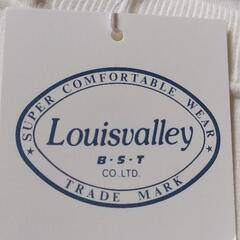 SUPER COMFORTABLE WEAR
Louisvalley
B·S·T
CO.LTD.
TRADE MARK